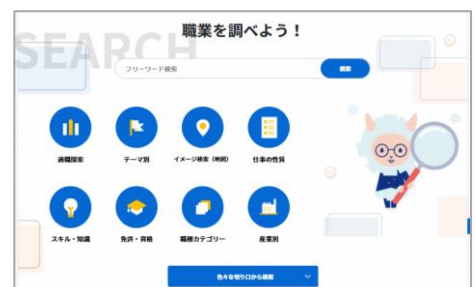 SEARCH
職業を調べよう！
フリーワード検索
検索
適職探索
テーマ別
イメージ検索（地図）
仕事の性質
スキル・知識
免許・資格
職種カテゴリー
産業別
色々な切り口から検索